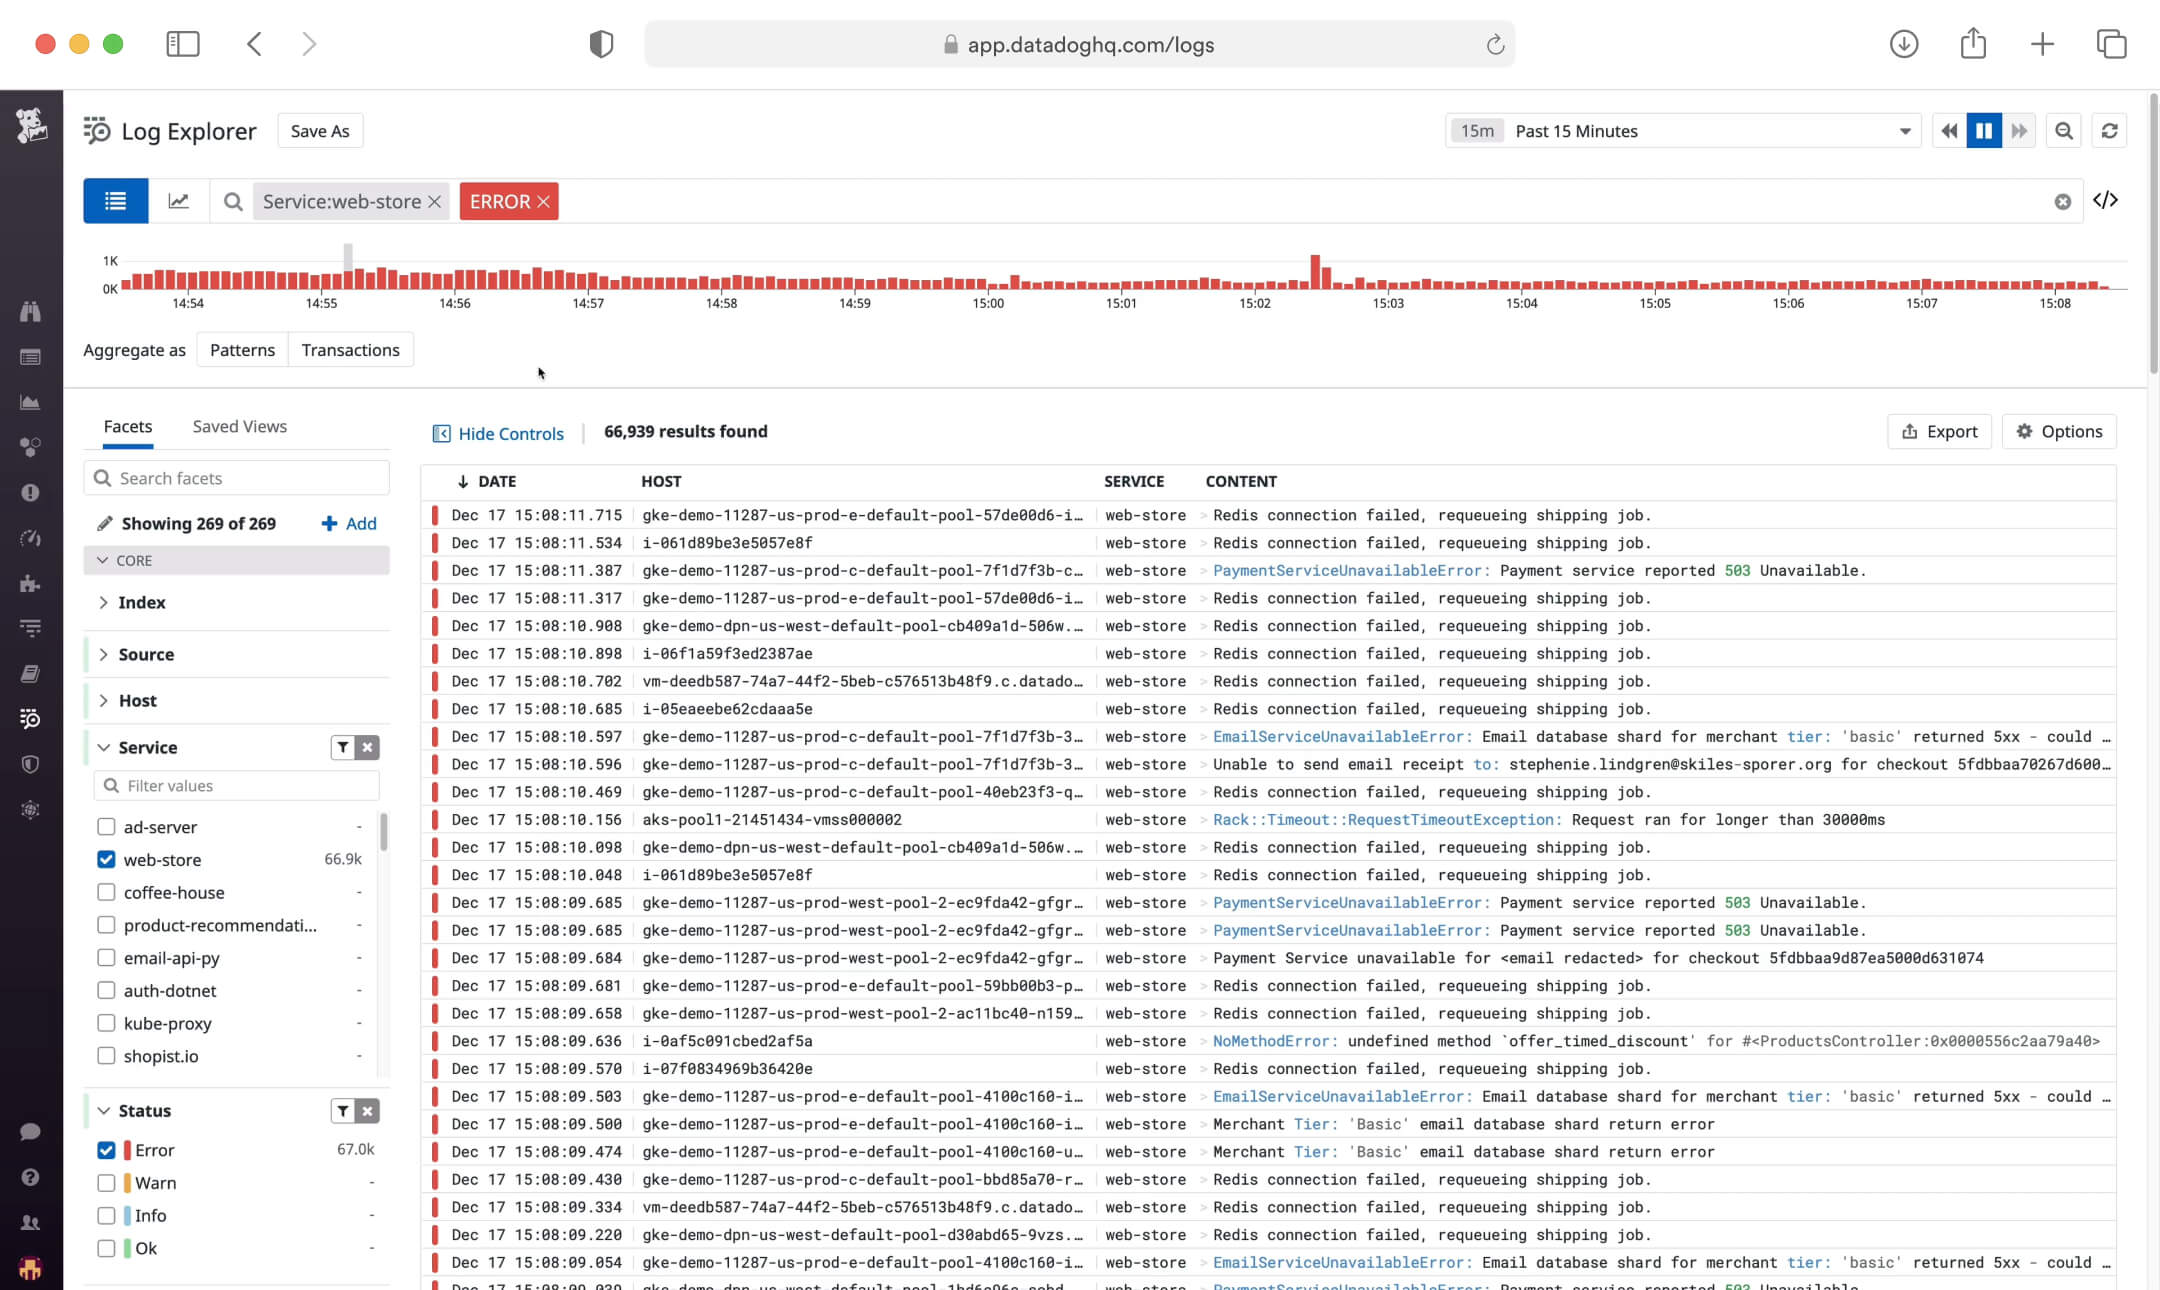 app.datadoghq.com/logs
Log Explorer
Save As
15m Past 15 Minutes
Service:web-store
ERROR
</>
1K
0K
14:54 14:55 14:56 14:57 14:58 14:59 15:00 15:01 15:02 15:03 15:04 15:05 15:06 15:07 15:08
Aggregate as Patterns Transactions
Facets Saved Views
Search facets
Showing 269 of 269 Add
CORE
Index
Source
Host
Service
Filter values
ad-server -
web-store 66.9k
coffee-house -
product-recommendati... -
email-api-py -
auth-dotnet -
kube-proxy -
shopist.io -
Status
Error 67.0k
Warn -
Info -
Ok -
Hide Controls 66,939 results found
Export Options
DATE HOST SERVICE CONTENT
Dec 17 15:08:11.715 gke-demo-11287-us-prod-e-default-pool-57de00d6-i… web-store Redis connection failed, requeueing shipping job.
Dec 17 15:08:11.534 i-061d89be3e5057e8f web-store Redis connection failed, requeueing shipping job.
Dec 17 15:08:11.387 gke-demo-11287-us-prod-c-default-pool-7f1d7f3b-c… web-store PaymentServiceUnavailableError: Payment service reported 503 Unavailable.
Dec 17 15:08:11.317 gke-demo-11287-us-prod-e-default-pool-57de00d6-i… web-store Redis connection failed, requeueing shipping job.
Dec 17 15:08:10.908 gke-demo-dpn-us-west-default-pool-cb409a1d-506w.… web-store Redis connection failed, requeueing shipping job.
Dec 17 15:08:10.898 i-06f1a59f3ed2387ae web-store Redis connection failed, requeueing shipping job.
Dec 17 15:08:10.702 vm-deedb587-74a7-44f2-5beb-c576513b48f9.c.datado… web-store Redis connection failed, requeueing shipping job.
Dec 17 15:08:10.685 i-05eaeebe62cdaaa5e web-store Redis connection failed, requeueing shipping job.
Dec 17 15:08:10.597 gke-demo-11287-us-prod-c-default-pool-7f1d7f3b-3… web-store EmailServiceUnavailableError: Email database shard for merchant tier: 'basic' returned 5xx - could …
Dec 17 15:08:10.596 gke-demo-11287-us-prod-c-default-pool-7f1d7f3b-3… web-store Unable to send email receipt to: stephenie.lindgren@skiles-sporer.org for checkout 5fdbbaa70267d600…
Dec 17 15:08:10.469 gke-demo-11287-us-prod-c-default-pool-40eb23f3-q… web-store Redis connection failed, requeueing shipping job.
Dec 17 15:08:10.156 aks-pool1-21451434-vmss000002 web-store Rack::Timeout::RequestTimeoutException: Request ran for longer than 30000ms
Dec 17 15:08:10.098 gke-demo-dpn-us-west-default-pool-cb409a1d-506w.… web-store Redis connection failed, requeueing shipping job.
Dec 17 15:08:10.048 i-061d89be3e5057e8f web-store Redis connection failed, requeueing shipping job.
Dec 17 15:08:09.685 gke-demo-11287-us-prod-west-pool-2-ec9fda42-gfgr… web-store PaymentServiceUnavailableError: Payment service reported 503 Unavailable.
Dec 17 15:08:09.685 gke-demo-11287-us-prod-west-pool-2-ec9fda42-gfgr… web-store PaymentServiceUnavailableError: Payment service reported 503 Unavailable.
Dec 17 15:08:09.684 gke-demo-11287-us-prod-west-pool-2-ec9fda42-gfgr… web-store Payment Service unavailable for <email redacted> for checkout 5fdbbaa9d87ea5000d631074
Dec 17 15:08:09.681 gke-demo-11287-us-prod-e-default-pool-59bb00b3-p… web-store Redis connection failed, requeueing shipping job.
Dec 17 15:08:09.658 gke-demo-11287-us-prod-west-pool-2-ac11bc40-n159… web-store Redis connection failed, requeueing shipping job.
Dec 17 15:08:09.636 i-0af5c091cbed2af5a web-store NoMethodError: undefined method `offer_timed_discount' for #<ProductsController:0x0000556c2aa79a40>
Dec 17 15:08:09.570 i-07f0834969b36420e web-store Redis connection failed, requeueing shipping job.
Dec 17 15:08:09.503 gke-demo-11287-us-prod-e-default-pool-4100c160-i… web-store EmailServiceUnavailableError: Email database shard for merchant tier: 'basic' returned 5xx - could …
Dec 17 15:08:09.500 gke-demo-11287-us-prod-e-default-pool-4100c160-i… web-store Merchant Tier: 'Basic' email database shard return error
Dec 17 15:08:09.474 gke-demo-11287-us-prod-e-default-pool-4100c160-u… web-store Merchant Tier: 'Basic' email database shard return error
Dec 17 15:08:09.430 gke-demo-11287-us-prod-c-default-pool-bbd85a70-r… web-store Redis connection failed, requeueing shipping job.
Dec 17 15:08:09.334 vm-deedb587-74a7-44f2-5beb-c576513b48f9.c.datado… web-store Redis connection failed, requeueing shipping job.
Dec 17 15:08:09.220 gke-demo-dpn-us-west-default-pool-d30abd65-9vzs.… web-store Redis connection failed, requeueing shipping job.
Dec 17 15:08:09.054 gke-demo-11287-us-prod-e-default-pool-4100c160-i… web-store EmailServiceUnavailableError: Email database shard for merchant tier: 'basic' returned 5xx - could …